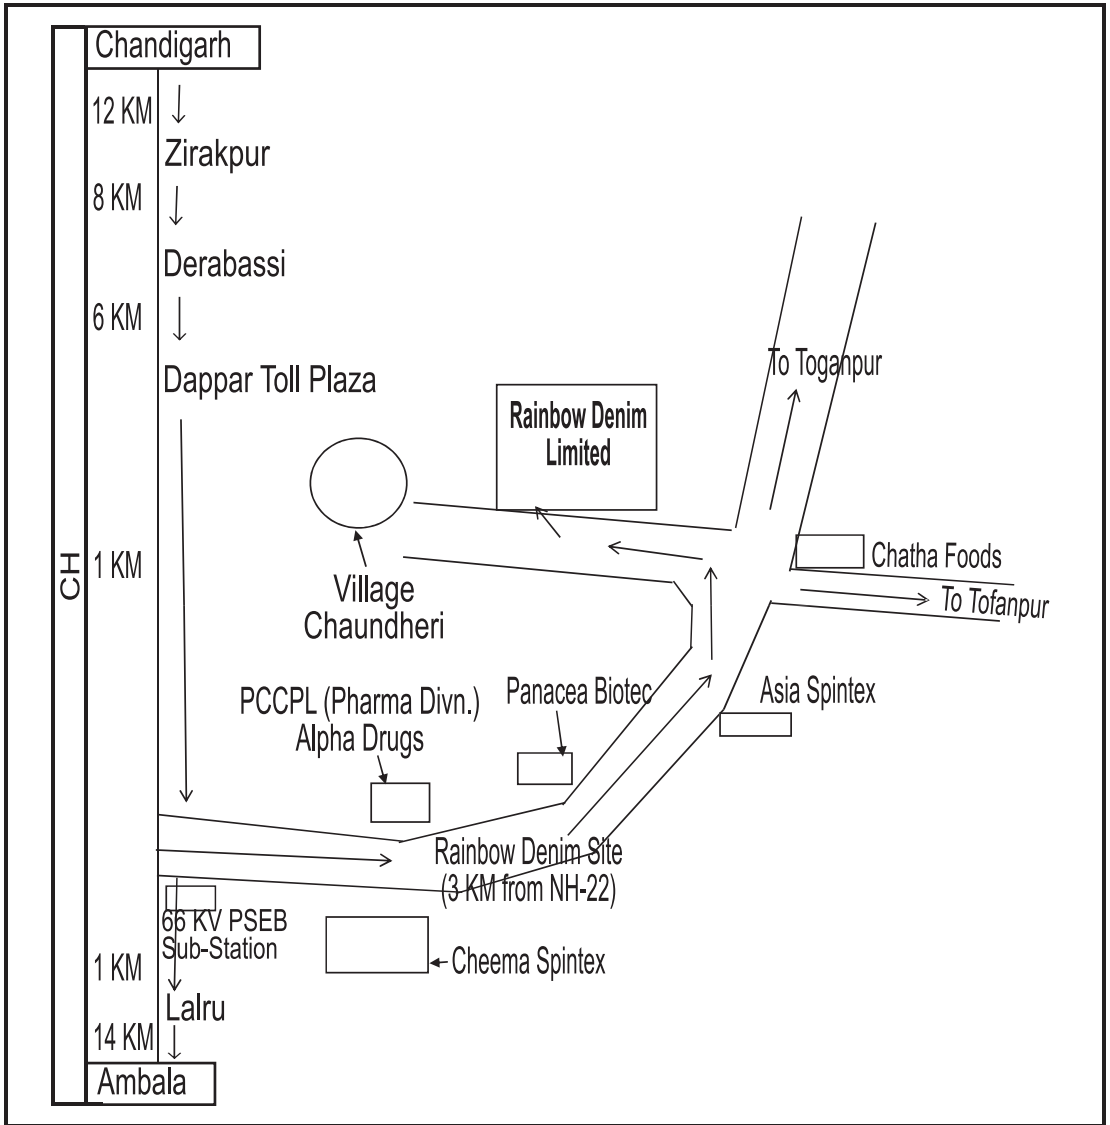 Chandigarh
12 KM
Zirakpur
8 KM
Derabassi
6 KM
Dappar Toll Plaza
To Toganpur
Rainbow Denim
Limited
CH
1 KM
Chatha Foods
To Tofanpur
Village
Chaundheri
PCCPL (Pharma Divn.)
Alpha Drugs
Panacea Biotec
Asia Spintex
Rainbow Denim Site
(3 KM from NH-22)
66 KV PSEB
Sub-Station
Cheema Spintex
1 KM
Lalru
14 KM
Ambala